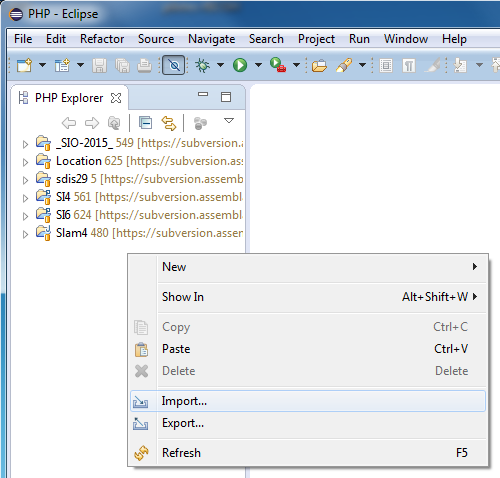 PHP - Eclipse
File Edit Refactor Source Navigate Search Project Run Window Help
PHP Explorer
_SIO-2015_ 549 [https://subversion.as
Location 625 [https://subversion.as
sdis29 5 [https://subversion.assemb
SI4 561 [https://subversion.assembl
SI6 624 [https://subversion.assembl
Slam4 480 [https://subversion.assen
New
Show In Alt+Shift+W
Copy Ctrl+C
Paste Ctrl+V
Delete Delete
Import...
Export...
Refresh F5